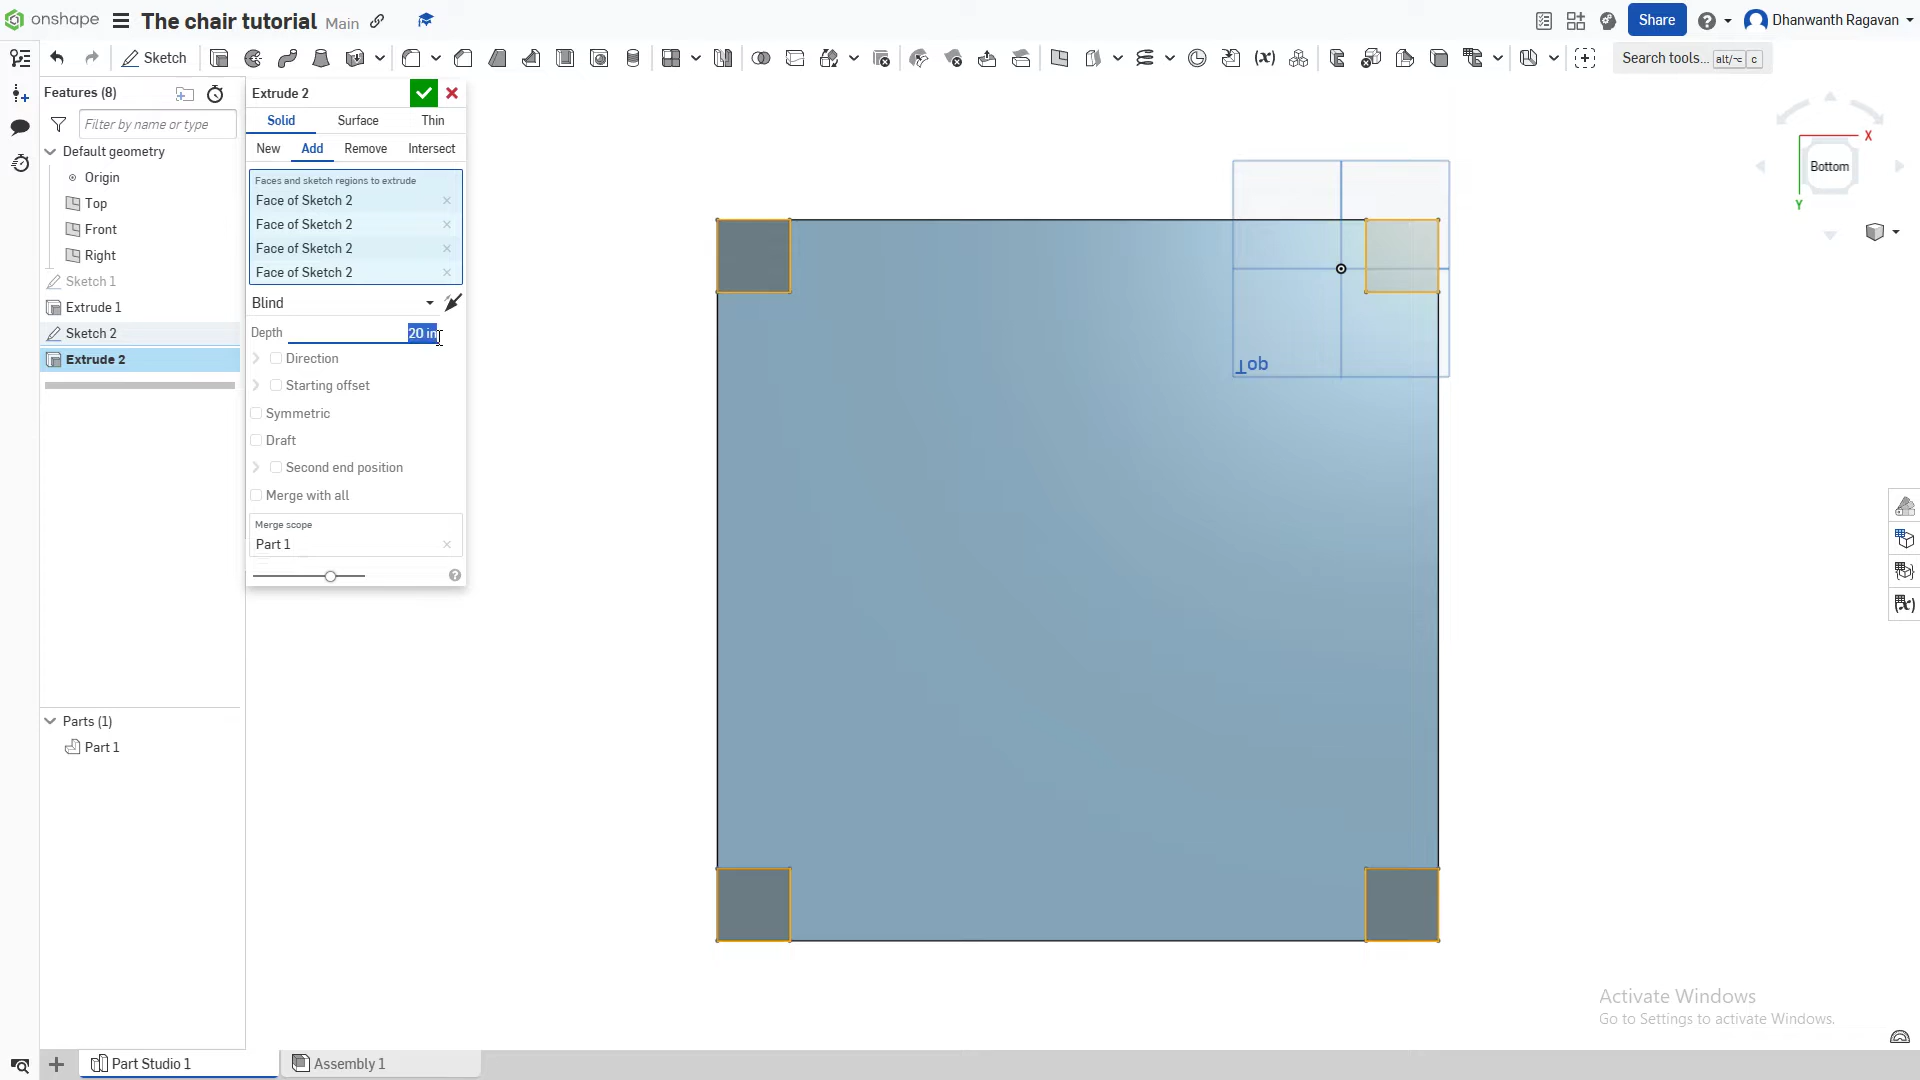 onshape The chair tutorial Main Share Dhanwanth Ragavan
Sketch Search tools... alt/⌥ c
Features (8)
Filter by name or type
Default geometry
Origin
Top
Front
Right
Sketch 1
Extrude 1
Sketch 2
Extrude 2
Parts (1)
Part 1
Extrude 2
Solid Surface Thin
New Add Remove Intersect
Faces and sketch regions to extrude
Face of Sketch 2
Face of Sketch 2
Face of Sketch 2
Face of Sketch 2
Blind
Depth 20 in
Direction
Starting offset
Symmetric
Draft
Second end position
Merge with all
Merge scope
Part 1
Top
X
Bottom
Y
Activate Windows
Go to Settings to activate Windows.
Part Studio 1 Assembly 1